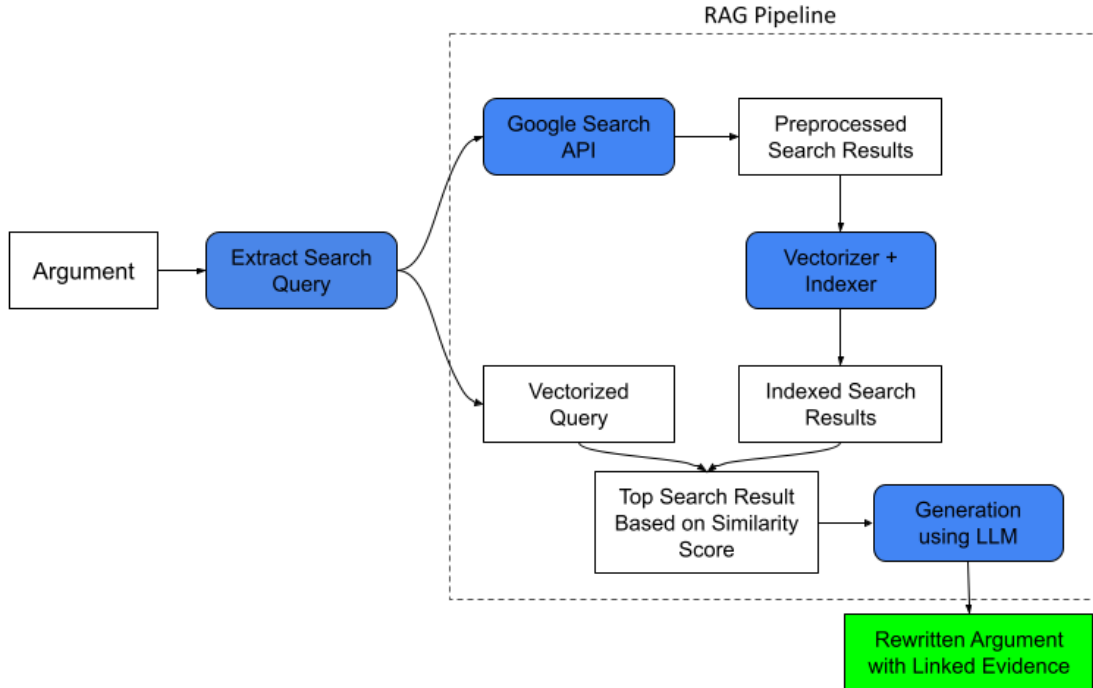 RAG Pipeline
Google Search
API
Preprocessed
Search Results
Argument
Extract Search
Query
Vectorizer +
Indexer
Vectorized
Query
Indexed Search
Results
Top Search Result
Based on Similarity
Score
Generation
using LLM
Rewritten Argument
with Linked Evidence